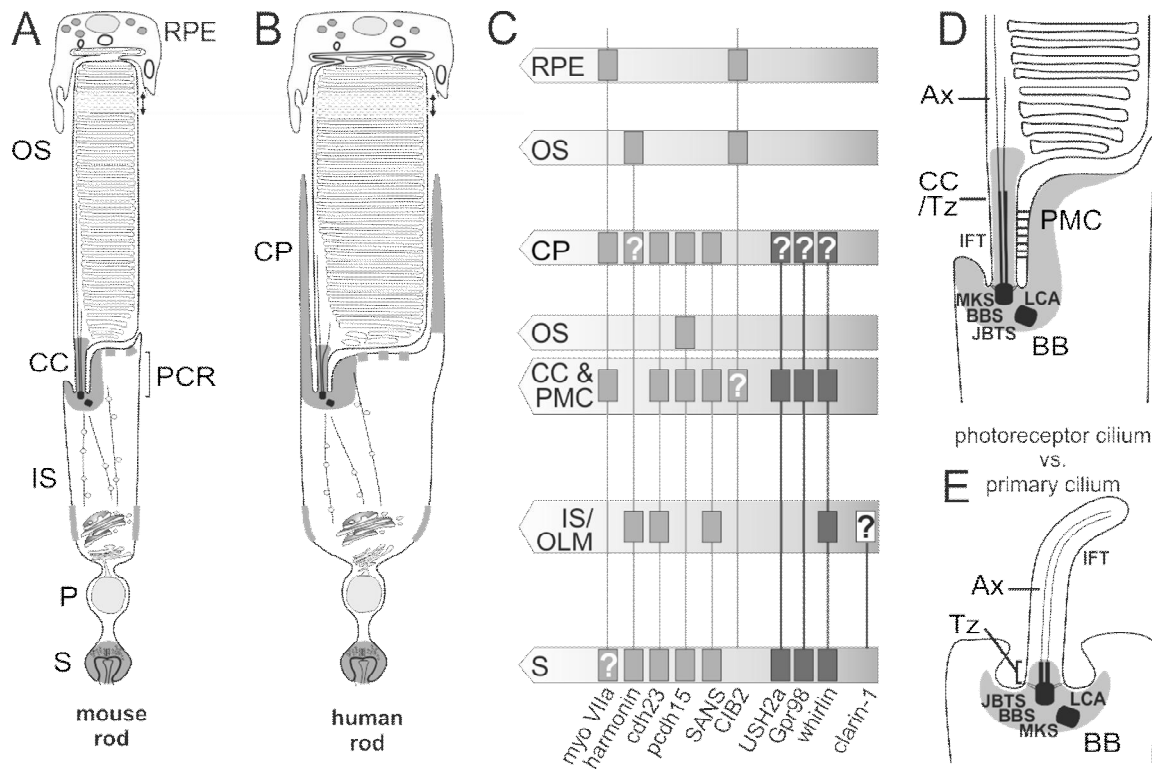 A
RPE
OS
CC
PCR
IS
P
S
mouse
rod
B
CP
human
rod
C
RPE
OS
CP
?
?
?
?
OS
CC &
PMC
?
IS/
OLM
?
S
?
myo VIIa
harmonin
cdh23
pcdh15
SANS
CIB2
USH2a
Gpr98
whirlin
clarin-1
D
Ax
CC
/Tz
PMC
IFT
MKS
LCA
BBS
JBTS
BB
photoreceptor cilium
vs.
primary cilium
E
IFT
Ax
Tz
JBTS
LCA
BBS
MKS
BB